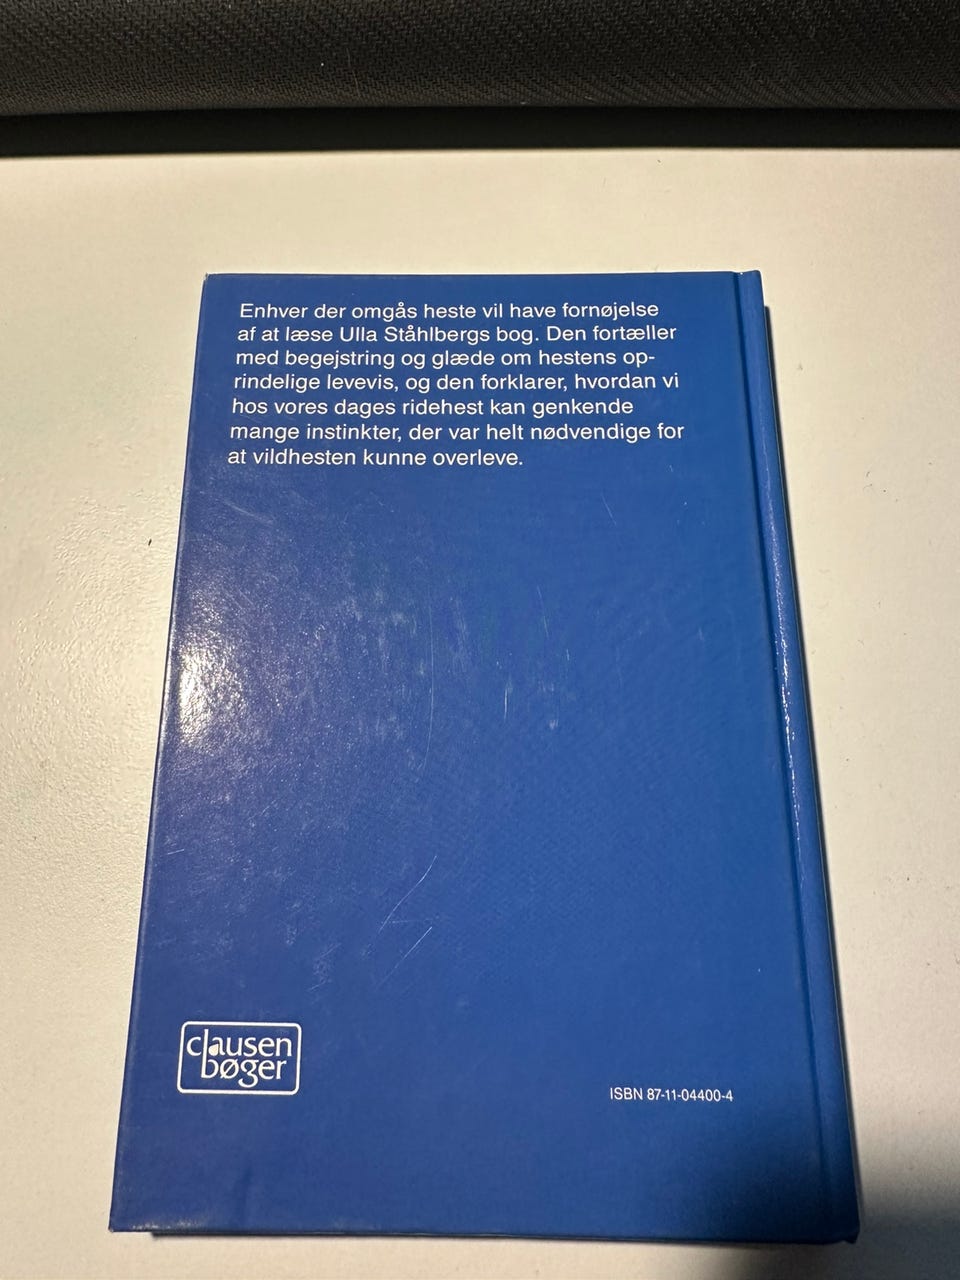 Enhver der omgås heste vil have fornøjelse
af at læse Ulla Ståhlbergs bog. Den fortæller
med begejstring og glæde om hestens op-
rindelige levevis, og den forklarer, hvordan vi
hos vores dages ridehest kan genkende
mange instinkter, der var helt nødvendige for
at vildhesten kunne overleve.
clausen
bøger
ISBN 87-11-04400-4